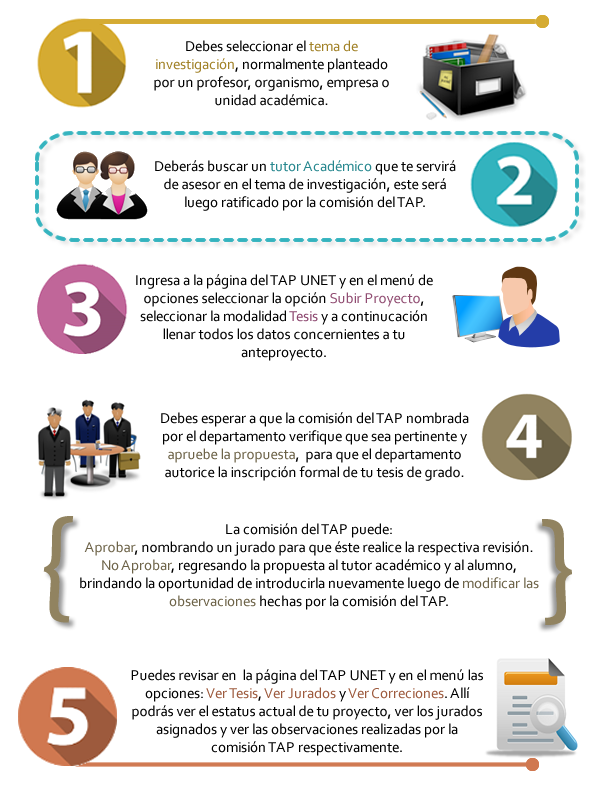 1
Debes seleccionar el tema de
investigación, normalmente planteado
por un profesor, organismo, empresa o
unidad académica.
Deberás buscar un tutor Académico que te servirá
de asesor en el tema de investigación, este será
luego ratificado por la comisión del TAP.
2
3
Ingresa a la página del TAP UNET y en el menú de
opciones seleccionar la opción Subir Proyecto,
seleccionar la modalidad Tesis y a continucación
llenar todos los datos concernientes a tu
anteproyecto.
Debes esperar a que la comisión del TAP nombrada
por el departamento verifique que sea pertinente y
apruebe la propuesta, para que el departamento
autorice la inscripción formal de tu tesis de grado.
4
La comisión del TAP puede:
Aprobar, nombrando un jurado para que éste realice la respectiva revisión.
No Aprobar, regresando la propuesta al tutor académico y al alumno,
brindando la oportunidad de introducirla nuevamente luego de modificar las
observaciones hechas por la comisión del TAP.
5
Puedes revisar en la página del TAP UNET y en el menú las
opciones: Ver Tesis, Ver Jurados y Ver Correciones. Allí
podrás ver el estatus actual de tu proyecto, ver los jurados
asignados y ver las observaciones realizadas por la
comisión TAP respectivamente.